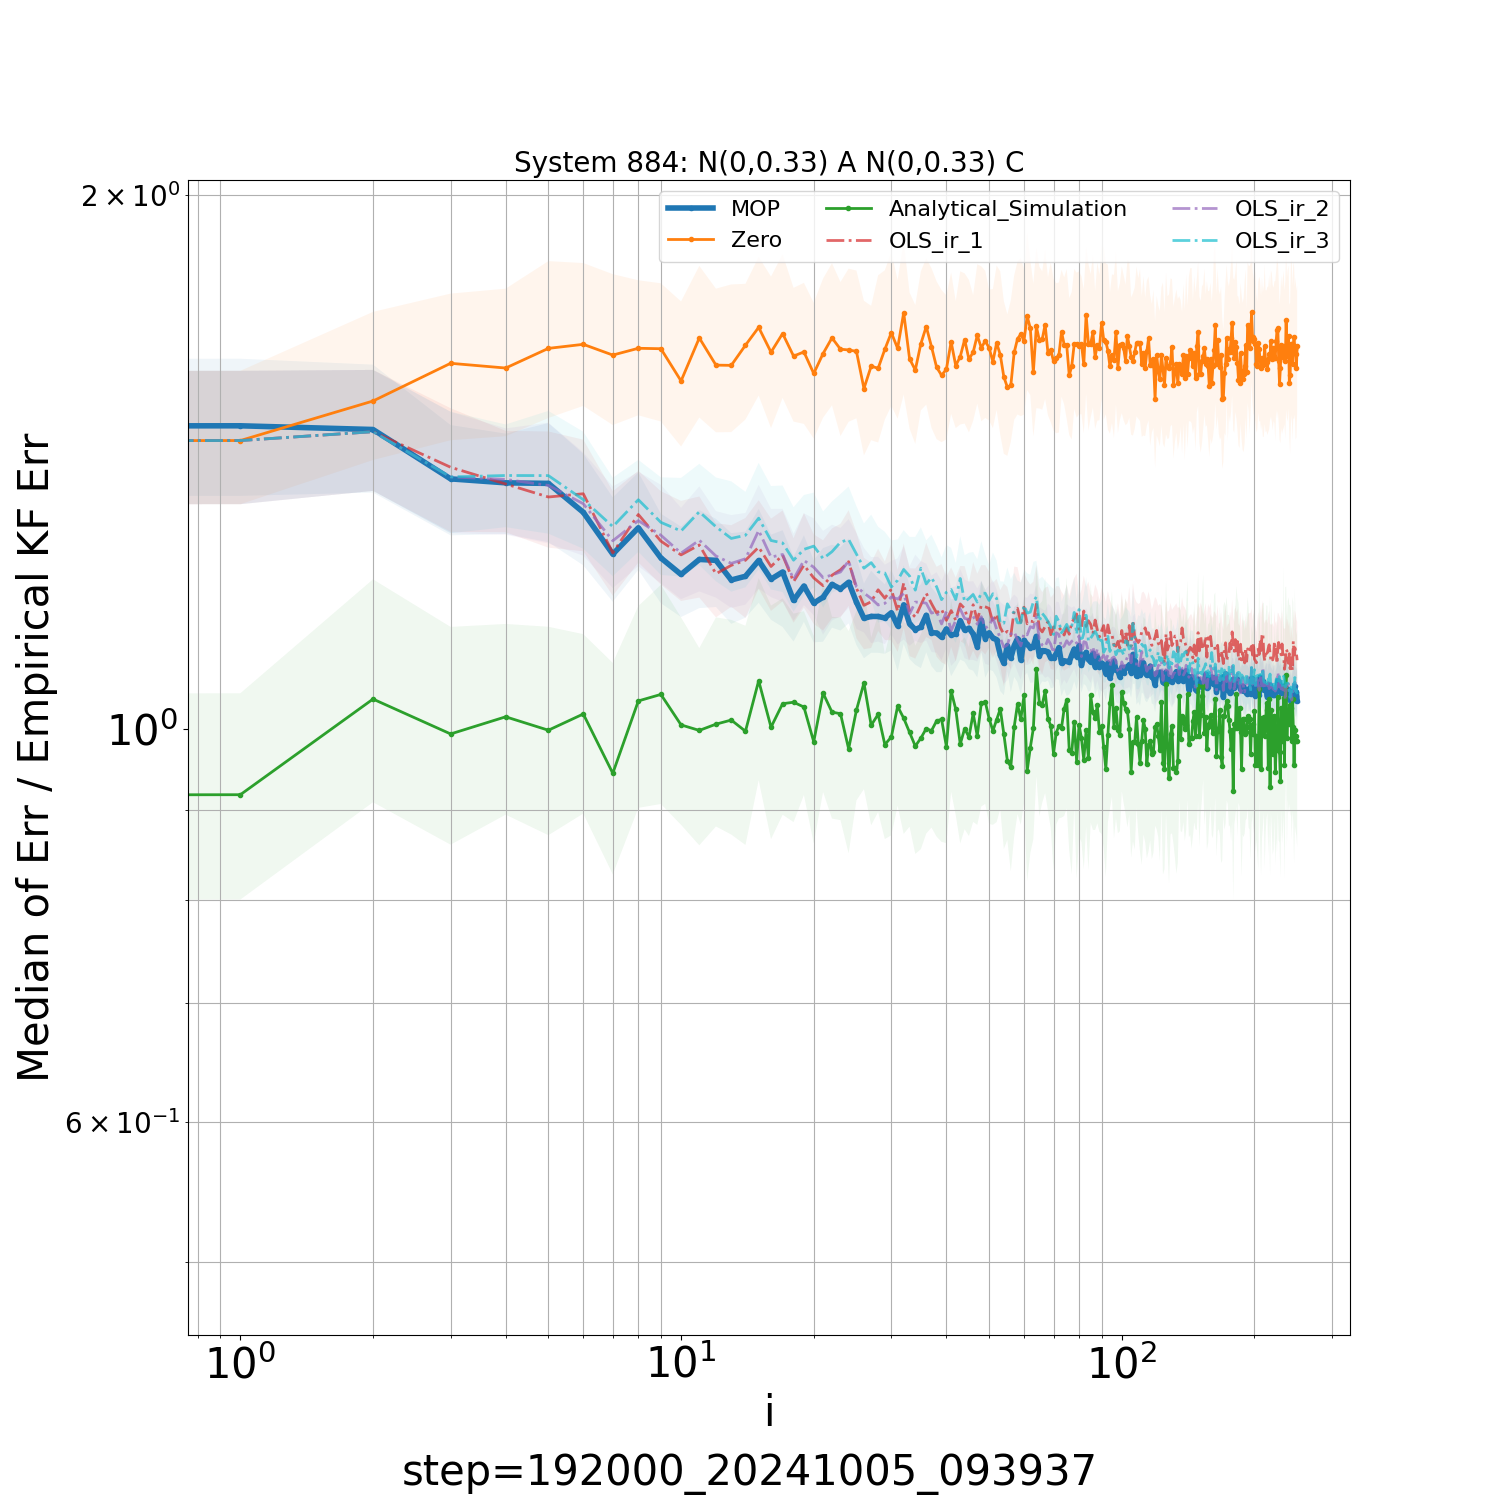 System 884: N(0,0.33) A N(0,0.33) C
2 × 10⁰
MOP
Zero
Analytical_Simulation
OLS_ir_1
OLS_ir_2
OLS_ir_3
Median of Err / Empirical KF Err
10⁰
6 × 10⁻¹
10⁰ 10¹ 10²
i
step=192000_20241005_093937